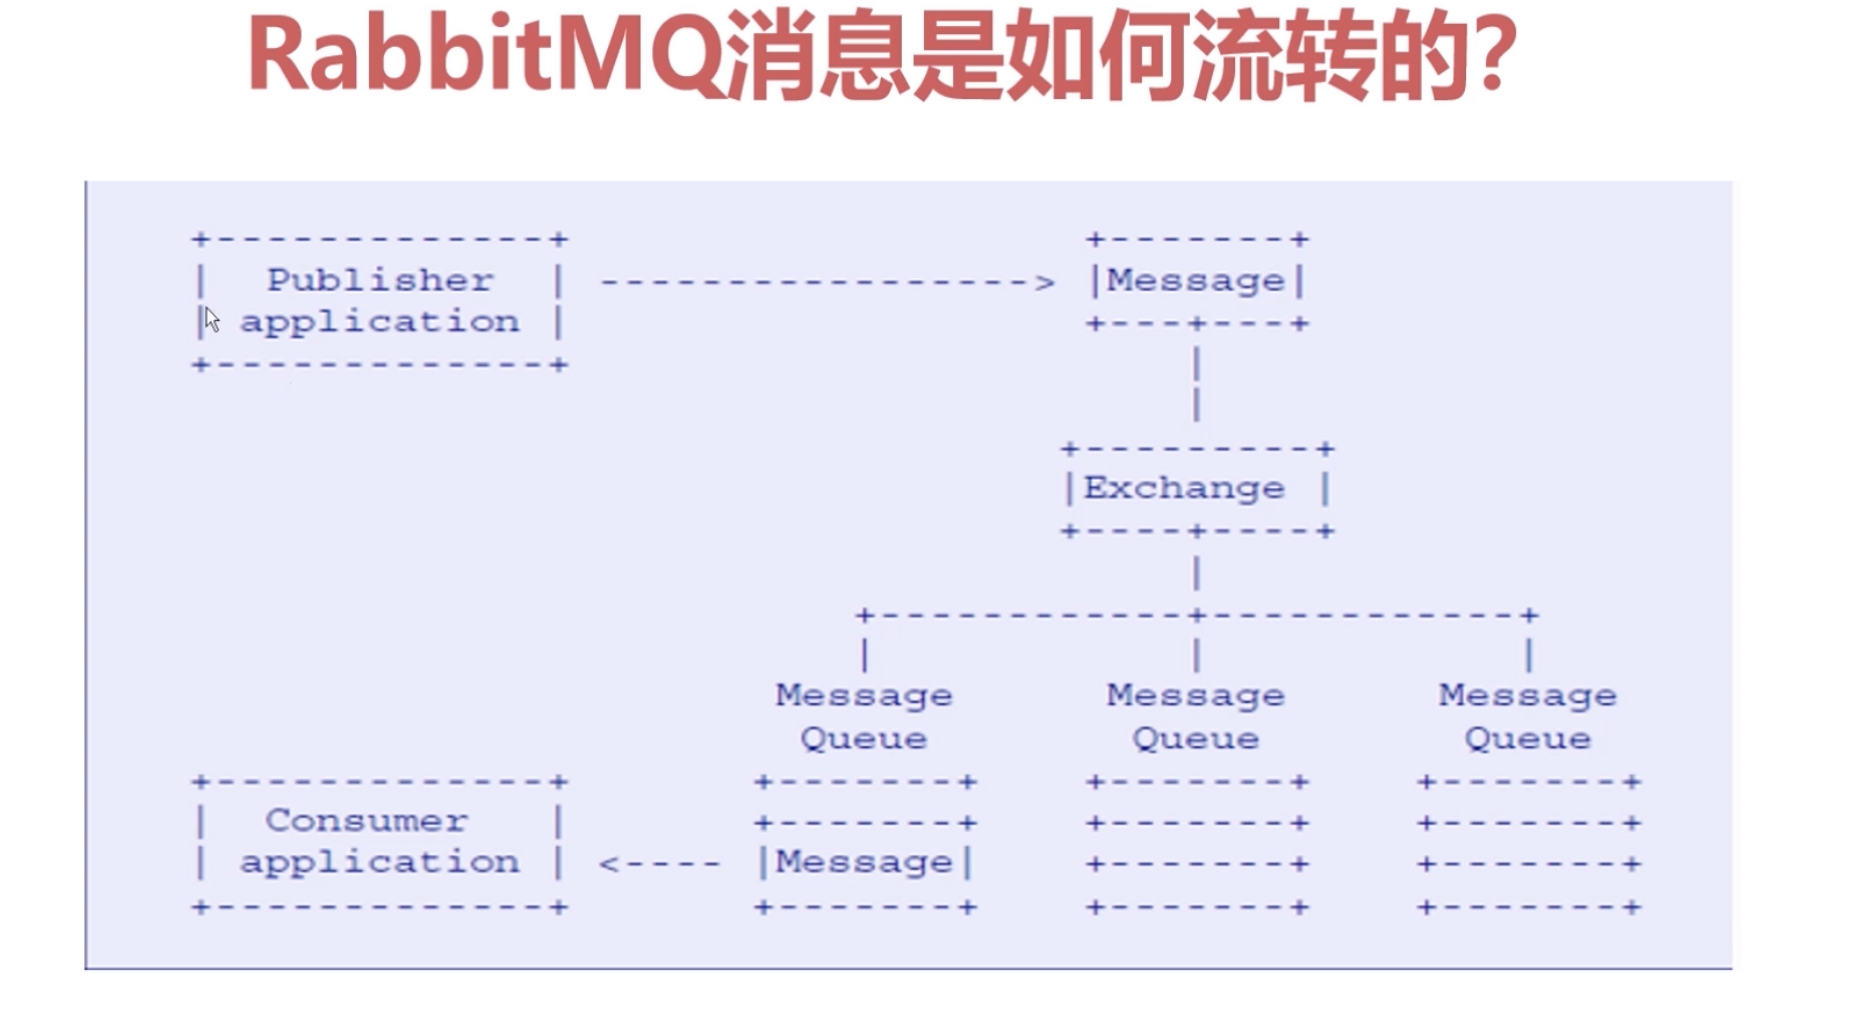 RabbitMQ消息是如何流转的?
+-------------+                    +-------+
|  Publisher  | -----------------> |Message|
| application |                    +---+---+
+-------------+                        |
                                       |
                                  +---------+
                                  |Exchange |
                                  +----+----+
                                       |
                          +------------+------------+
                          |            |            |
                       Message      Message      Message
                        Queue        Queue        Queue
+-------------+       +-------+    +-------+    +-------+
|  Consumer   |       +-------+    +-------+    +-------+
| application | <---- |Message|    +-------+    +-------+
+-------------+       +-------+    +-------+    +-------+